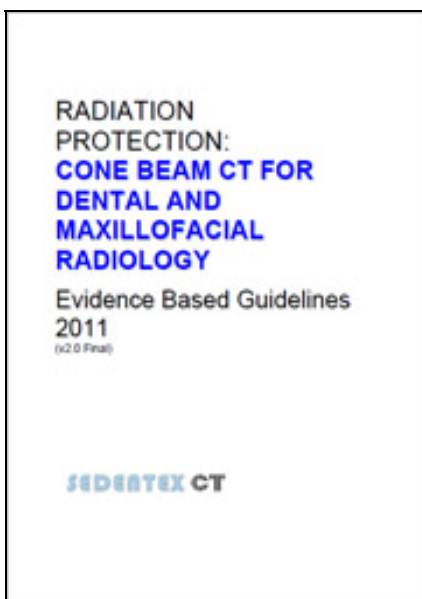 RADIATION
PROTECTION:
CONE BEAM CT FOR
DENTAL AND
MAXILLOFACIAL
RADIOLOGY
Evidence Based Guidelines
2011
(v2.0 Final)
SEDENTEX CT